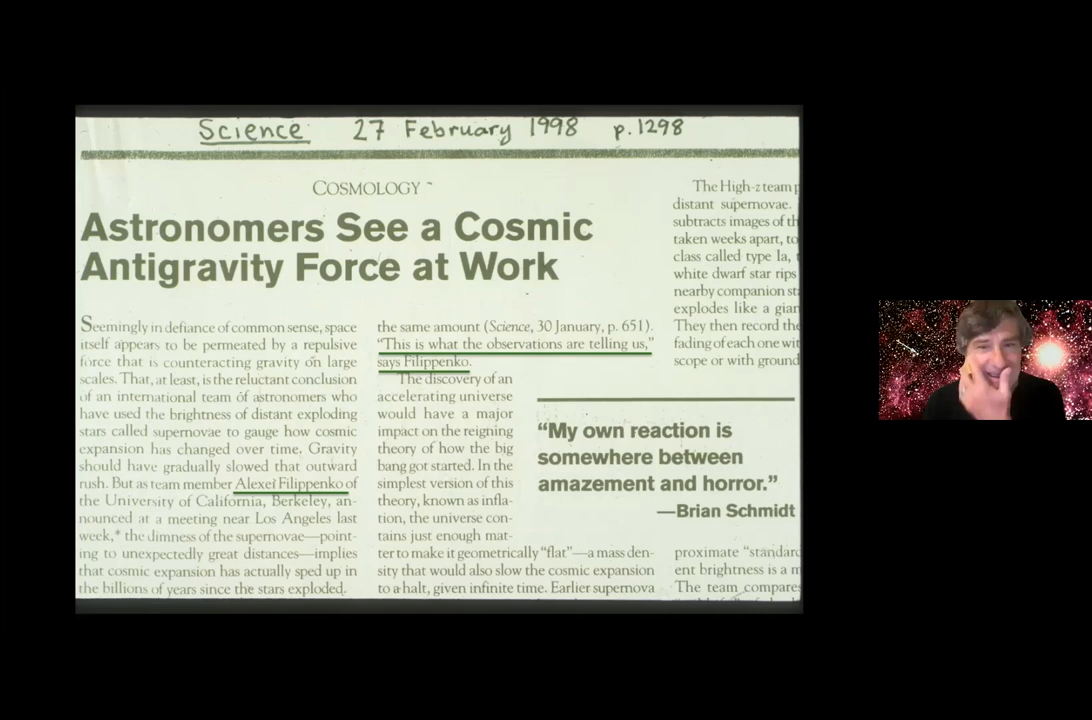 Science 27 February 1998 p. 1298
COSMOLOGY
Astronomers See a Cosmic
Antigravity Force at Work
Seemingly in defiance of common sense, space
itself appears to be permeated by a repulsive
force that is counteracting gravity on large
scales. That, at least, is the reluctant conclusion
of an international team of astronomers who
have used the brightness of distant exploding
stars called supernovae to gauge how cosmic
expansion has changed over time. Gravity
should have gradually slowed that outward
rush. But as team member Alexei Filippenko of
the University of California, Berkeley, an-
nounced at a meeting near Los Angeles last
week,* the dimness of the supernovae—point-
ing to unexpectedly great distances—implies
that cosmic expansion has actually sped up in
the billions of years since the stars exploded.
the same amount (Science, 30 January, p. 651).
“This is what the observations are telling us,”
says Filippenko.
The discovery of an
accelerating universe
would have a major
impact on the reigning
theory of how the big
bang got started. In the
simplest version of this
theory, known as infla-
tion, the universe con-
tains just enough mat-
ter to make it geometrically “flat”—a mass den-
sity that would also slow the cosmic expansion
to a halt, given infinite time. Earlier supernova
“My own reaction is
somewhere between
amazement and horror.”
—Brian Schmidt
The High-z team
distant supernovae.
subtracts images of
taken weeks apart, to
class called type Ia,
white dwarf star rips
nearby companion
explodes like a
They then record the
fading of each one
scope or with ground
proximate “standard
ent brightness is a
The team compares